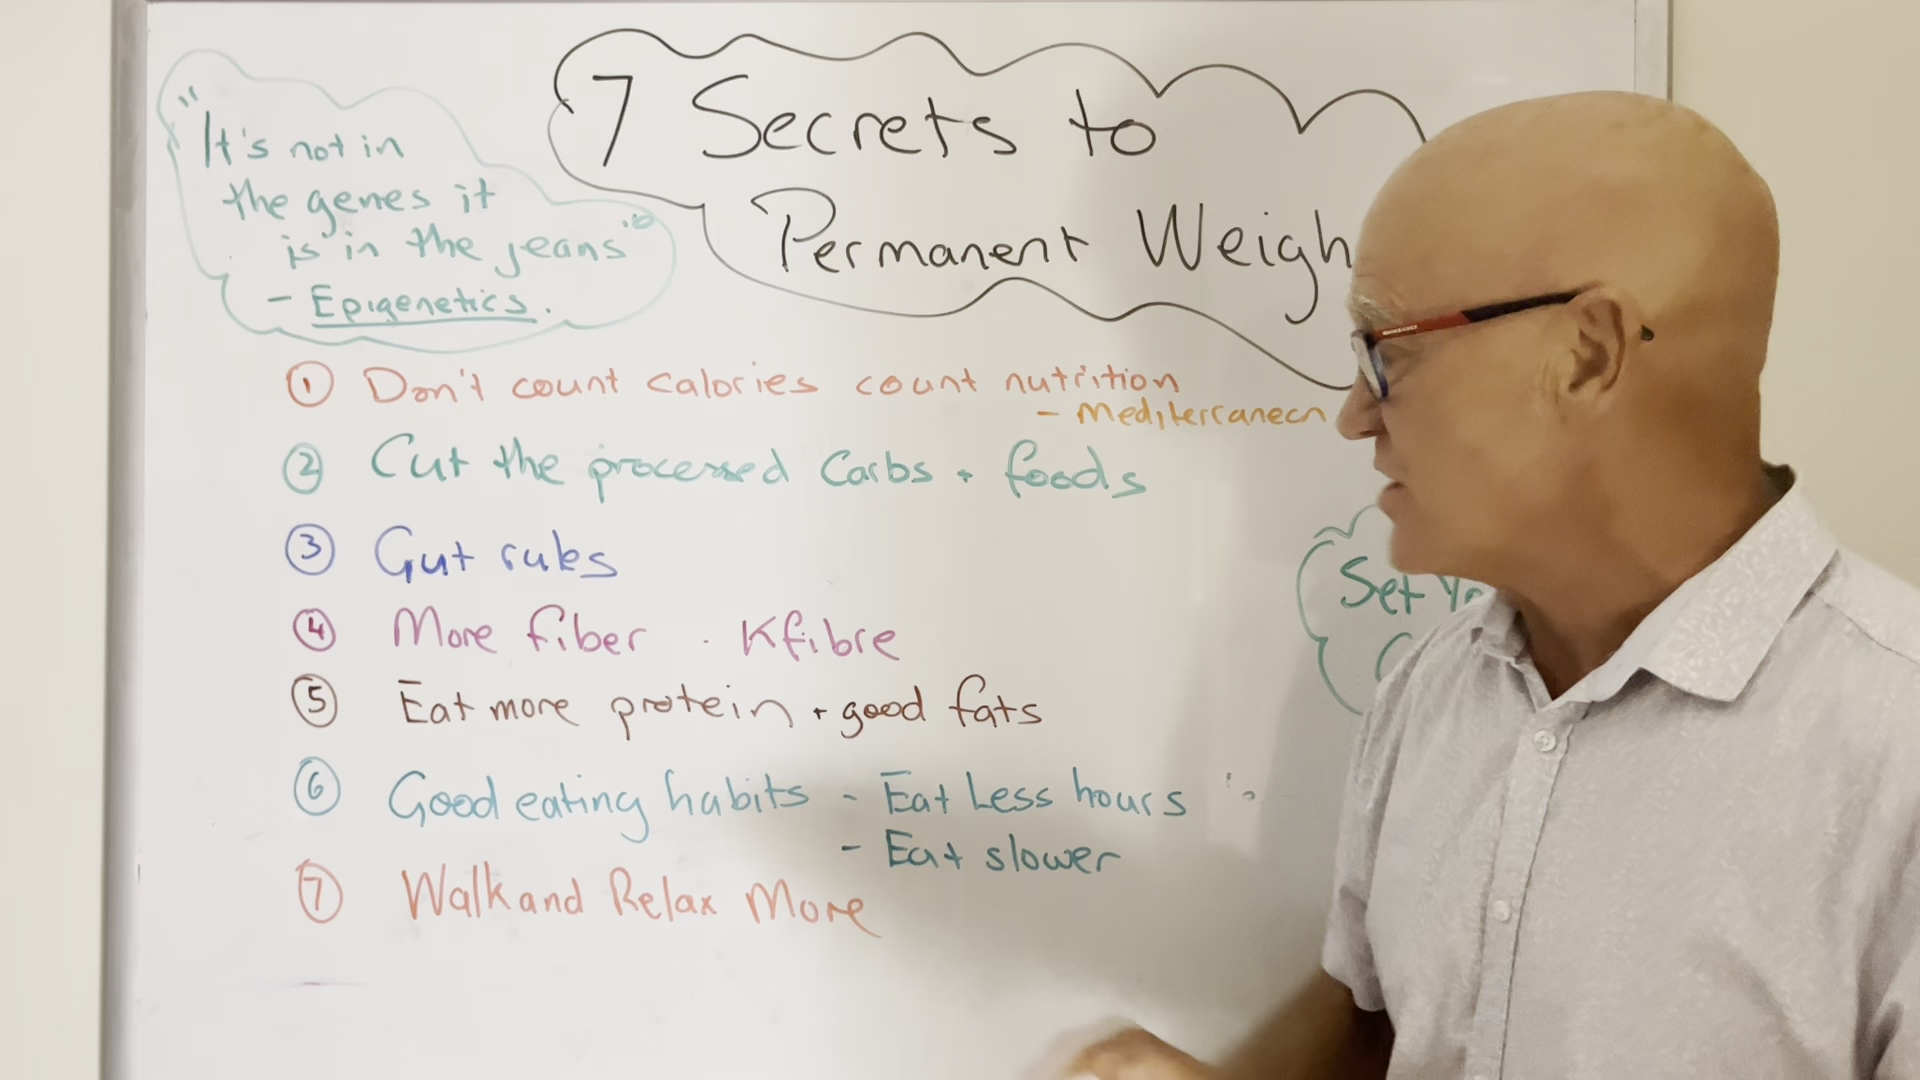 "It's not in
the genes it
is in the jeans"
- Epigenetics.
7 Secrets to
Permanent Weigh
① Don't count calories count nutrition
- Mediterranean
② Cut the processed Carbs + foods
③ Gut rules
④ More fiber . Kfibre
⑤ Eat more protein + good fats
⑥ Good eating habits - Eat Less hours
- Eat slower
⑦ Walk and Relax More
Set Yo